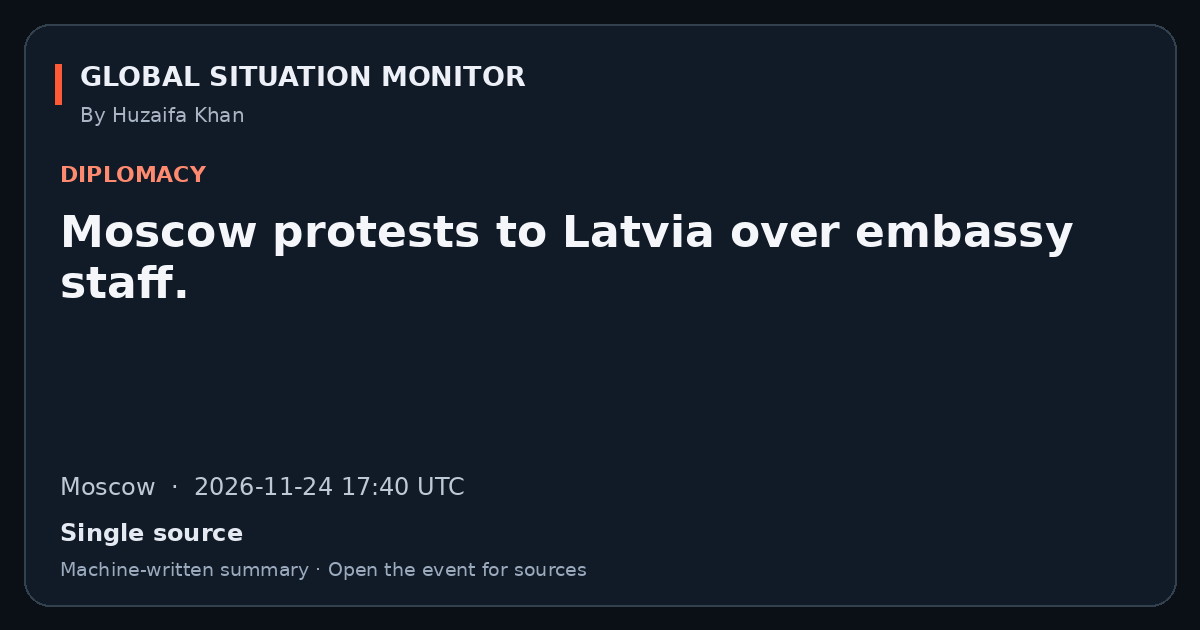 GLOBAL SITUATION MONITOR
By Huzaifa Khan
DIPLOMACY
Moscow protests to Latvia over embassy
staff.
Moscow · 2026-11-24 17:40 UTC
Single source
Machine-written summary · Open the event for sources